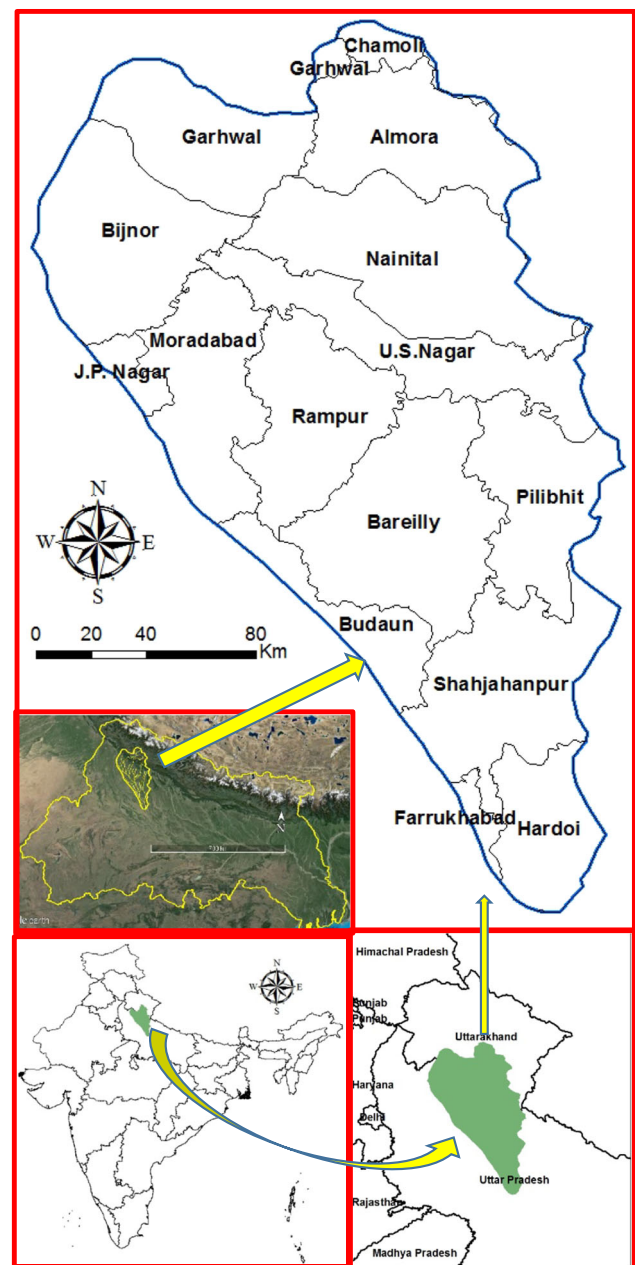 Chamoli
Garhwal
Garhwal
Almora
Bijnor
Nainital
Moradabad
U.S.Nagar
J.P. Nagar
Rampur
Pilibhit
Bareilly
N
W E
S
0 20 40 80
Km
Budaun
Shahjahanpur
Farrukhabad
Hardoi
N
W E
S
Himachal Pradesh
Punjab
Punjab
Uttarakhand
Haryana
Delhi
Uttar Pradesh
Rajasthan
Madhya Pradesh